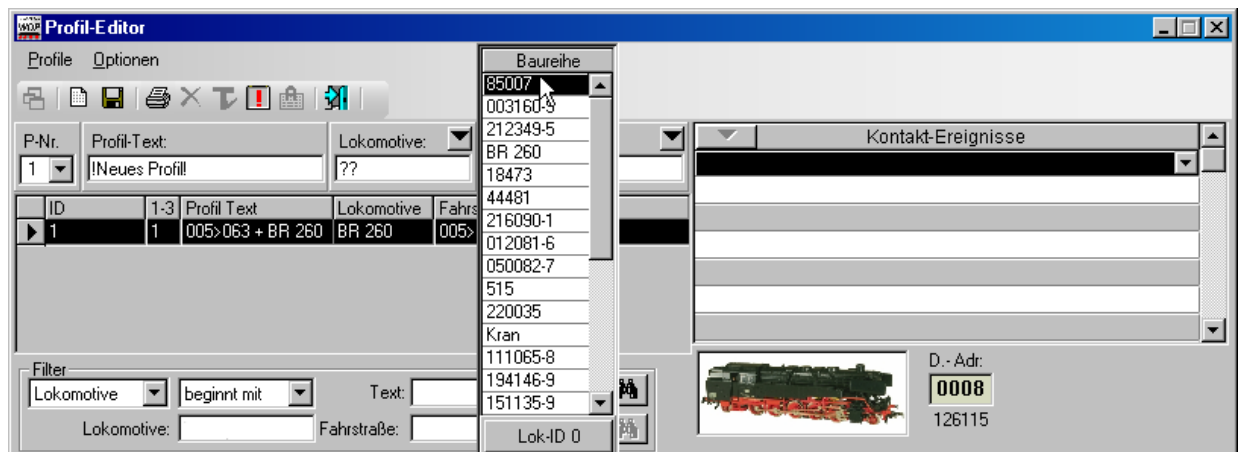 Profil-Editor
Profile Optionen
P-Nr. Profil-Text: Lokomotive:
1 !Neues Profil! ??
ID 1-3 Profil Text Lokomotive Fahrs
1 1 005>063 + BR 260 BR 260 005>
Filter
Lokomotive beginnt mit Text:
Lokomotive: Fahrstraße:
Baureihe
85007
003160-9
212349-5
BR 260
18473
44481
216090-1
012081-6
050082-7
515
220035
Kran
111065-8
194146-9
151135-9
Lok-ID 0
Kontakt-Ereignisse
D.- Adr:
0008
126115